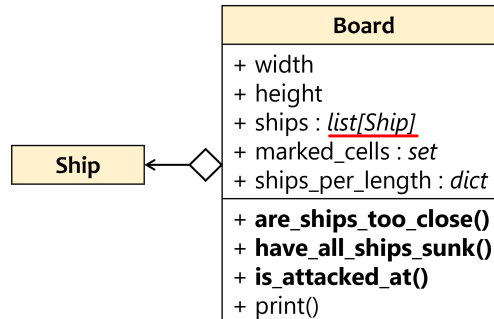 Board
+ width
+ height
+ ships : list[Ship]
+ marked_cells : set
+ ships_per_length : dict
Ship
+ are_ships_too_close()
+ have_all_ships_sunk()
+ is_attacked_at()
+ print()